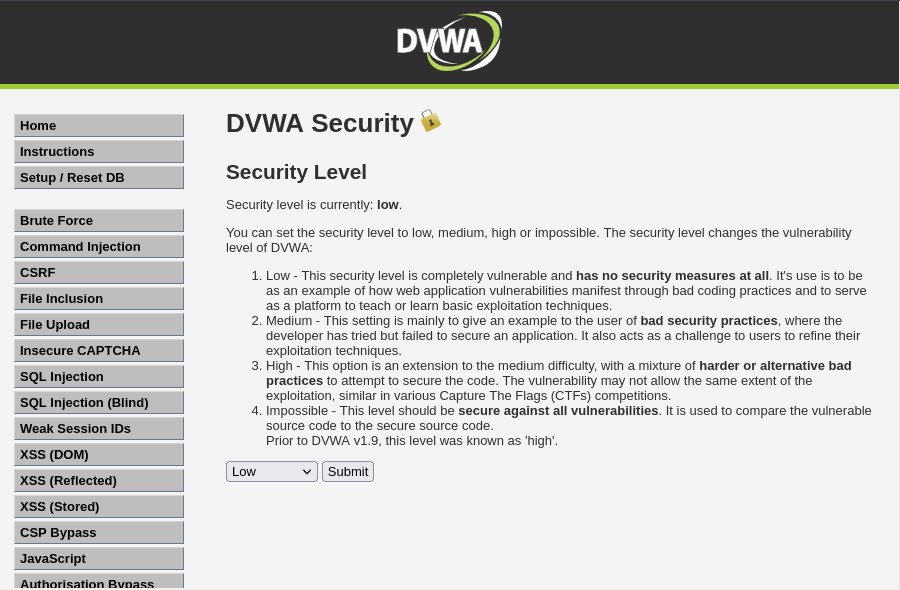 DVWA
Home
Instructions
Setup / Reset DB
Brute Force
Command Injection
CSRF
File Inclusion
File Upload
Insecure CAPTCHA
SQL Injection
SQL Injection (Blind)
Weak Session IDs
XSS (DOM)
XSS (Reflected)
XSS (Stored)
CSP Bypass
JavaScript
Authorisation Bypass
DVWA Security
Security Level
Security level is currently: low.
You can set the security level to low, medium, high or impossible. The security level changes the vulnerability
level of DVWA:
1. Low - This security level is completely vulnerable and has no security measures at all. It's use is to be
as an example of how web application vulnerabilities manifest through bad coding practices and to serve
as a platform to teach or learn basic exploitation techniques.
2. Medium - This setting is mainly to give an example to the user of bad security practices, where the
developer has tried but failed to secure an application. It also acts as a challenge to users to refine their
exploitation techniques.
3. High - This option is an extension to the medium difficulty, with a mixture of harder or alternative bad
practices to attempt to secure the code. The vulnerability may not allow the same extent of the
exploitation, similar in various Capture The Flags (CTFs) competitions.
4. Impossible - This level should be secure against all vulnerabilities. It is used to compare the vulnerable
source code to the secure source code.
Prior to DVWA v1.9, this level was known as 'high'.
Low Submit